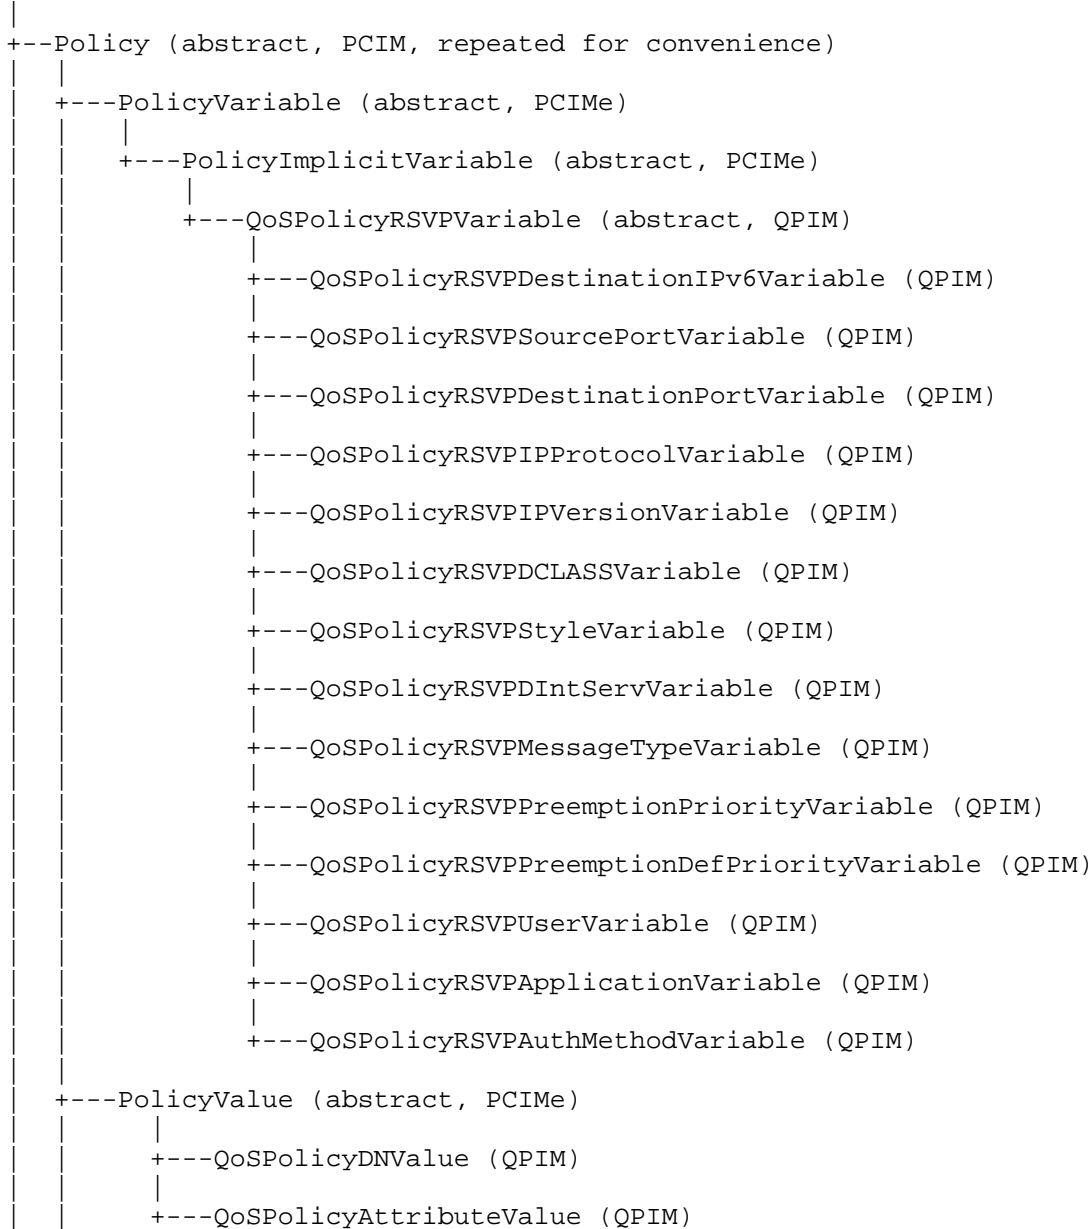 |
+--Policy (abstract, PCIM, repeated for convenience)
|  |
|  +---PolicyVariable (abstract, PCIMe)
|  |   |
|  |   +---PolicyImplicitVariable (abstract, PCIMe)
|  |       |
|  |       +---QoSPolicyRSVPVariable (abstract, QPIM)
|  |           |
|  |           +---QoSPolicyRSVPDestinationIPv6Variable (QPIM)
|  |           |
|  |           +---QoSPolicyRSVPSourcePortVariable (QPIM)
|  |           |
|  |           +---QoSPolicyRSVPDestinationPortVariable (QPIM)
|  |           |
|  |           +---QoSPolicyRSVPIPProtocolVariable (QPIM)
|  |           |
|  |           +---QoSPolicyRSVPIPVersionVariable (QPIM)
|  |           |
|  |           +---QoSPolicyRSVPDCLASSVariable (QPIM)
|  |           |
|  |           +---QoSPolicyRSVPStyleVariable (QPIM)
|  |           |
|  |           +---QoSPolicyRSVPDIntServVariable (QPIM)
|  |           |
|  |           +---QoSPolicyRSVPMessageTypeVariable (QPIM)
|  |           |
|  |           +---QoSPolicyRSVPPreemptionPriorityVariable (QPIM)
|  |           |
|  |           +---QoSPolicyRSVPPreemptionDefPriorityVariable (QPIM)
|  |           |
|  |           +---QoSPolicyRSVPUserVariable (QPIM)
|  |           |
|  |           +---QoSPolicyRSVPApplicationVariable (QPIM)
|  |           |
|  |           +---QoSPolicyRSVPAuthMethodVariable (QPIM)
|  |
|  +---PolicyValue (abstract, PCIMe)
|  |     |
|  |     +---QoSPolicyDNValue (QPIM)
|  |     |
|  |     +---QoSPolicyAttributeValue (QPIM)